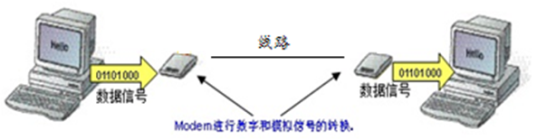 Hello
01101000
数据信号
线路
Hello
01101000
数据信号
Modem进行数字和模拟信号的转换.